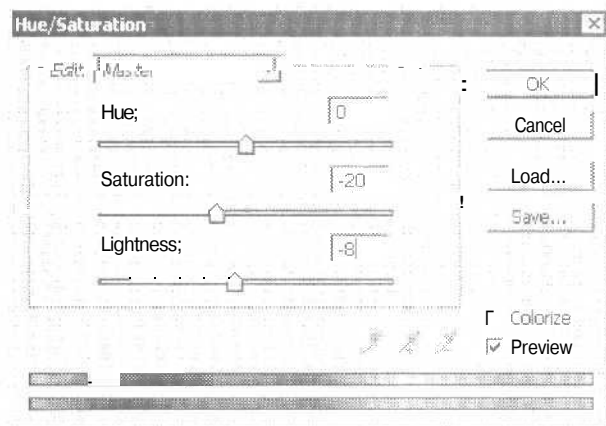 Hue/Saturation
Edit: Master
OK
Hue; 0
Cancel
Saturation: -20
Load...
Save...
Lightness; -8
Colorize
Preview